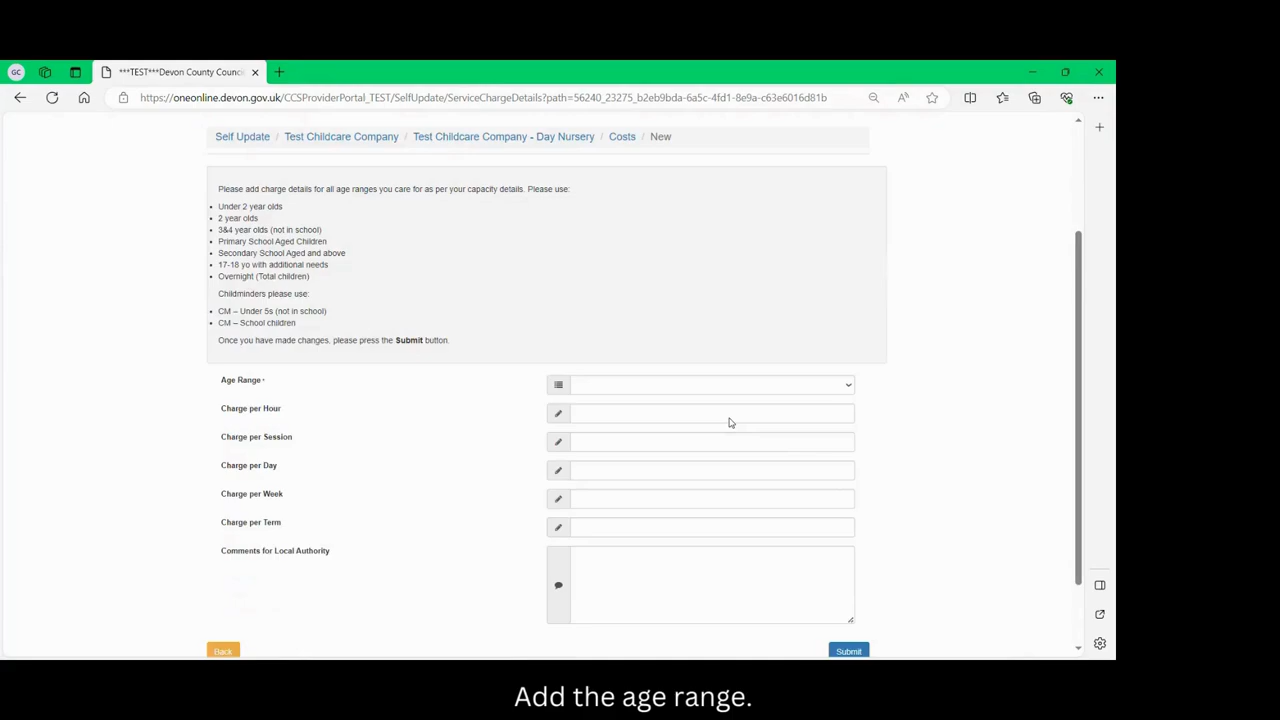 GC
***TEST***Devon County Counc
https://oneonline.devon.gov.uk/CCSProviderPortal_TEST/SelfUpdate/ServiceChargeDetails?path=56240_23275_b2eb9bda-6a5c-4fd1-8e9a-c63e6016d81b
Self Update / Test Childcare Company / Test Childcare Company - Day Nursery / Costs / New
Please add charge details for all age ranges you care for as per your capacity details. Please use:
• Under 2 year olds
• 2 year olds
• 3&4 year olds (not in school)
• Primary School Aged Children
• Secondary School Aged and above
• 17-18 yo with additional needs
• Overnight (Total children)
Childminders please use:
• CM – Under 5s (not in school)
• CM – School children
Once you have made changes, please press the Submit button.
Age Range *
Charge per Hour
Charge per Session
Charge per Day
Charge per Week
Charge per Term
Comments for Local Authority
Back
Submit
Add the age range.